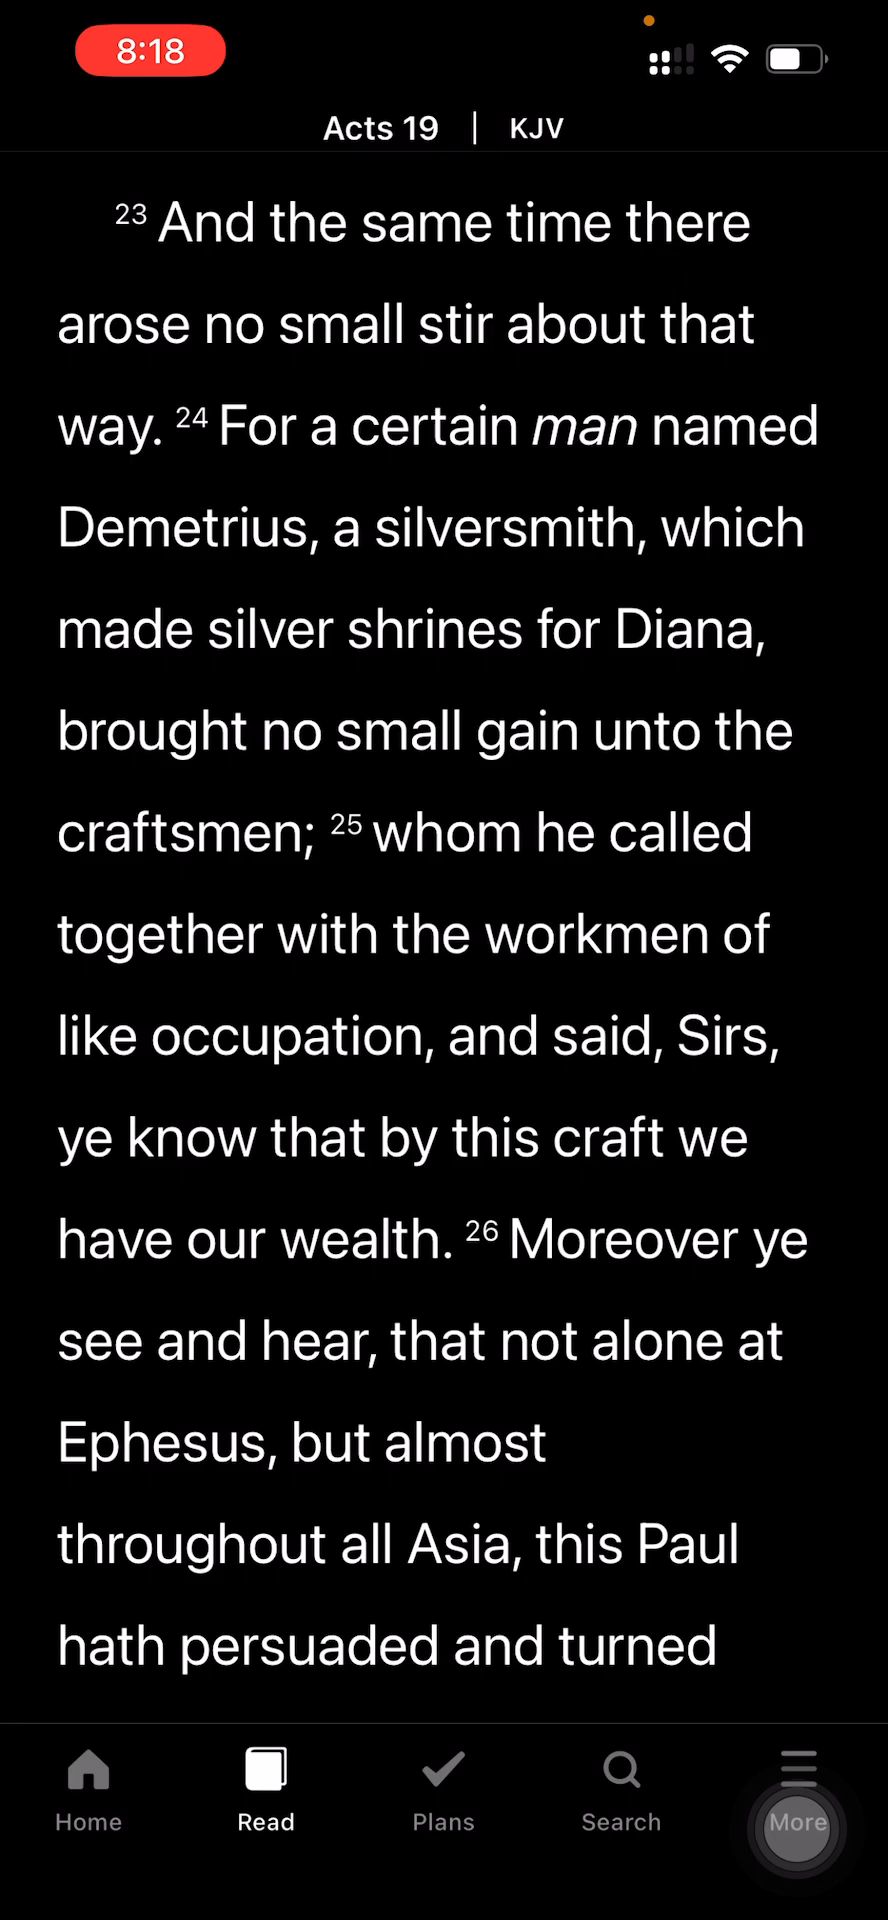 8:18
Acts 19 | KJV
23 And the same time there
arose no small stir about that
way. 24 For a certain man named
Demetrius, a silversmith, which
made silver shrines for Diana,
brought no small gain unto the
craftsmen; 25 whom he called
together with the workmen of
like occupation, and said, Sirs,
ye know that by this craft we
have our wealth. 26 Moreover ye
see and hear, that not alone at
Ephesus, but almost
throughout all Asia, this Paul
hath persuaded and turned
Home Read Plans Search More